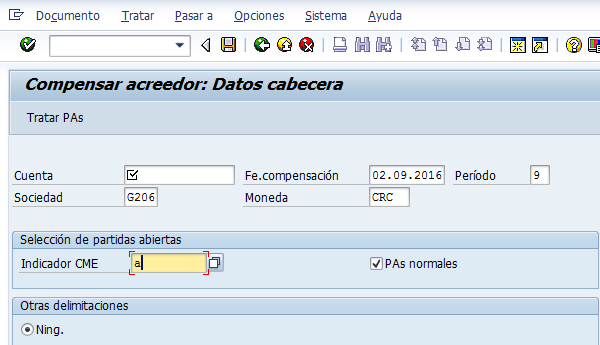 Documento Tratar Pasar a Opciones Sistema Ayuda
Compensar acreedor: Datos cabecera
Tratar PAs
Cuenta Fe.compensación 02.09.2016 Período 9
Sociedad G206 Moneda CRC
Selección de partidas abiertas
Indicador CME a PAs normales
Otras delimitaciones
Ning.